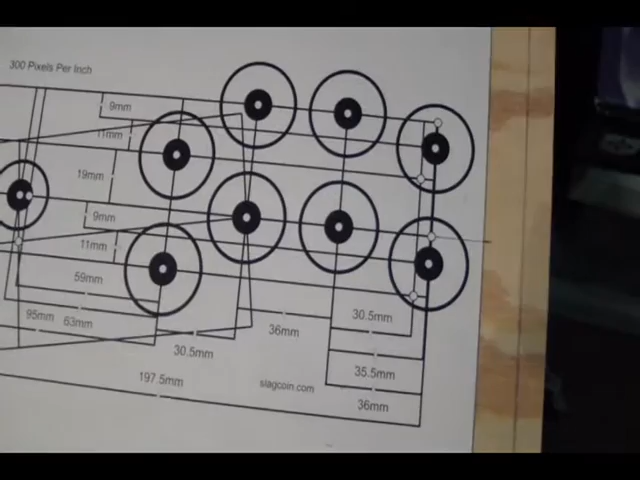 300 Pixels Per Inch
9mm
11mm
19mm
9mm
11mm
59mm
95mm 63mm
30.5mm
36mm
30.5mm
35.5mm
36mm
197.5mm
slagcoin.com